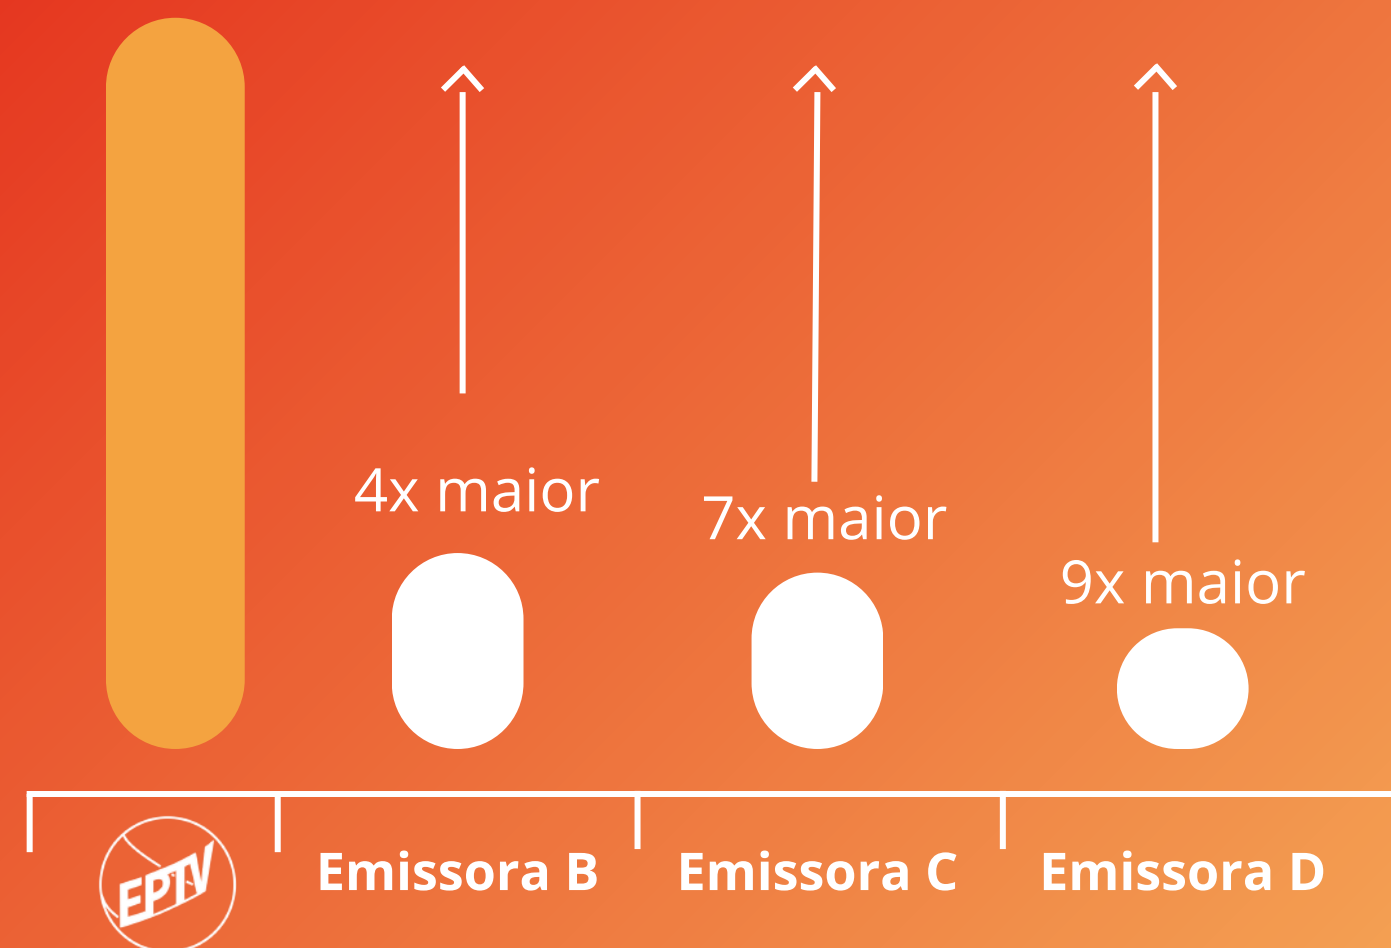 4x maior
7x maior
9x maior
EPTV
Emissora B
Emissora C
Emissora D